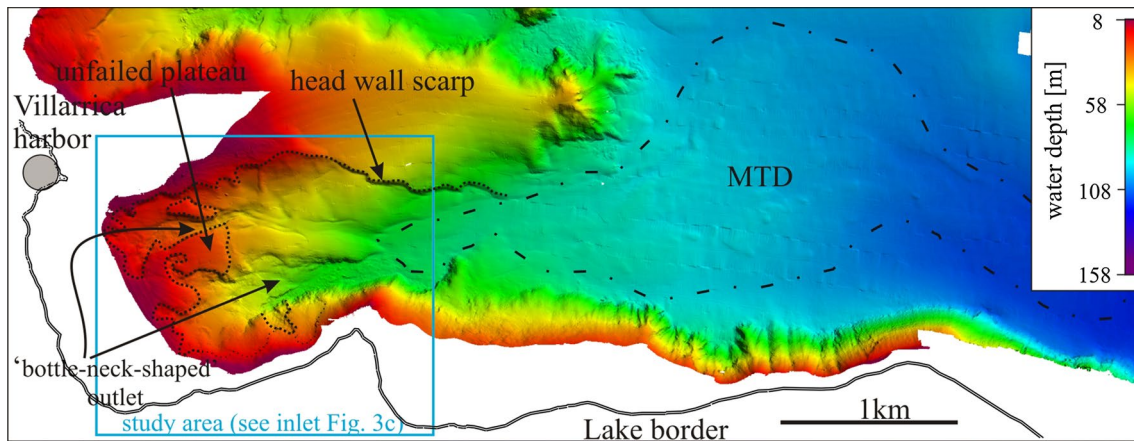 unfailed plateau
head wall scarp
Villarrica
harbor
MTD
'bottle-neck-shaped'
outlet
study area (see inlet Fig. 3c)
Lake border
1km
water depth [m]
8
58
108
158